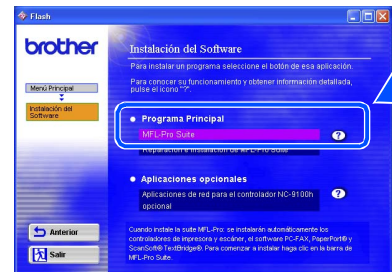 Flash
brother
Instalación del Software
Para instalar un programa seleccione el botón de esa aplicación.
Para conocer su funcionamiento y obtener información detallada,
pulse el icono "?".
Menú Principal
Instalación del
Software
Programa Principal
MFL-Pro Suite
?
Reparación e Instalación de MFL-Pro Suite
Aplicaciones opcionales
Aplicaciones de red para el controlador NC-9100h
opcional
?
Anterior
Salir
Cuando instale la suite MFL-Pro: se instalarán automáticamente los
controladores de impresora y escáner, el software PC-FAX, PaperPort® y
ScanSoft® TextBridge®. Para comenzar a instalar haga clic en la barra de
MFL-Pro Suite.